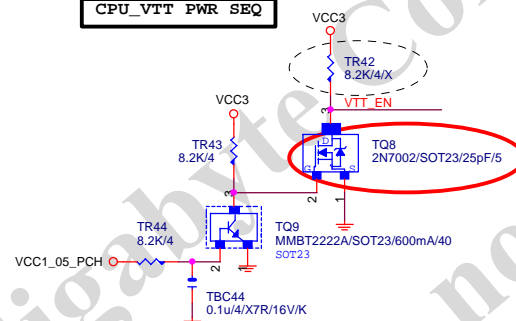 CPU_VTT PWR SEQ
VCC3
TR42
8.2K/4/X
VTT_EN
VCC3
3
D
TR43
8.2K/4
TQ8
2N7002/SOT23/25pF/5
G
S
2
1
3
TR44
8.2K/4
TQ9
MMBT2222A/SOT23/600mA/40
SOT23
VCC1_05_PCH
2
1
TBC44
0.1u/4/X7R/16V/K